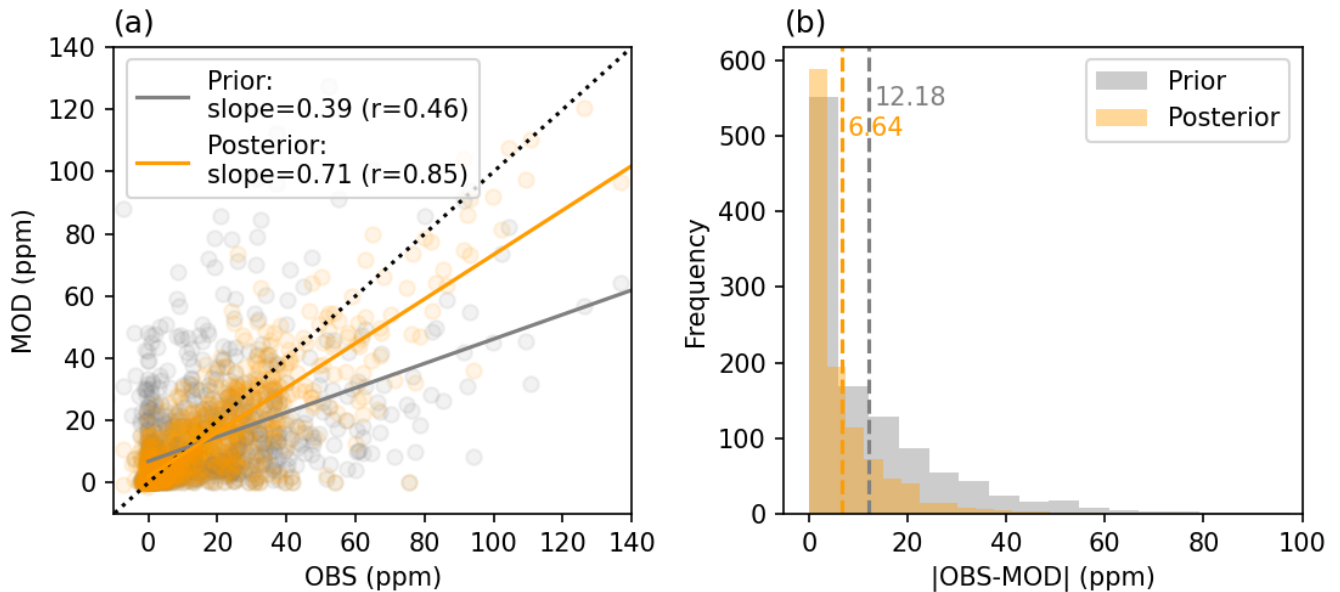 (a)
140
120
100
80
60
40
20
0
MOD (ppm)
Prior:
slope=0.39 (r=0.46)
Posterior:
slope=0.71 (r=0.85)
0 20 40 60 80 100 120 140
OBS (ppm)
(b)
600
500
400
300
200
100
0
Frequency
12.18
6.64
Prior
Posterior
0 20 40 60 80 100
|OBS-MOD| (ppm)